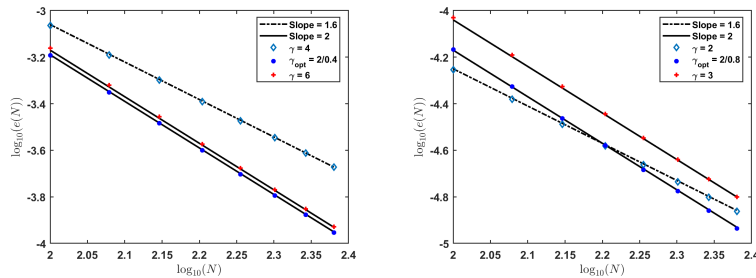 -3
-3.2
-3.4
-3.6
-3.8
-4
log10(e(N))
2
2.05
2.1
2.15
2.2
2.25
2.3
2.35
2.4
log10(N)
Slope = 1.6
Slope = 2
γ = 4
γopt = 2/0.4
γ = 6
-4
-4.2
-4.4
-4.6
-4.8
-5
log10(e(N))
2
2.05
2.1
2.15
2.2
2.25
2.3
2.35
2.4
log10(N)
Slope = 1.6
Slope = 2
γ = 2
γopt = 2/0.8
γ = 3